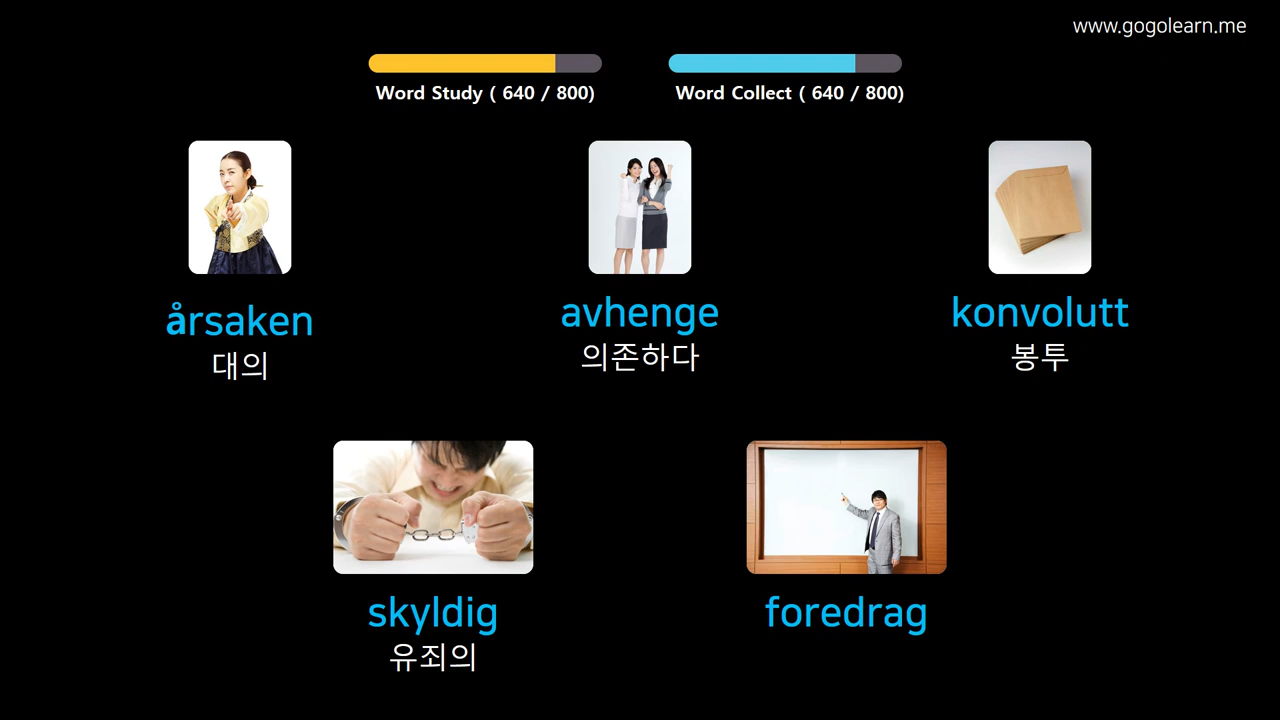 www.gogolearn.me
Word Study ( 640 / 800)
Word Collect ( 640 / 800)
årsaken
대의
avhenge
의존하다
konvolutt
봉투
skyldig
유죄의
foredrag